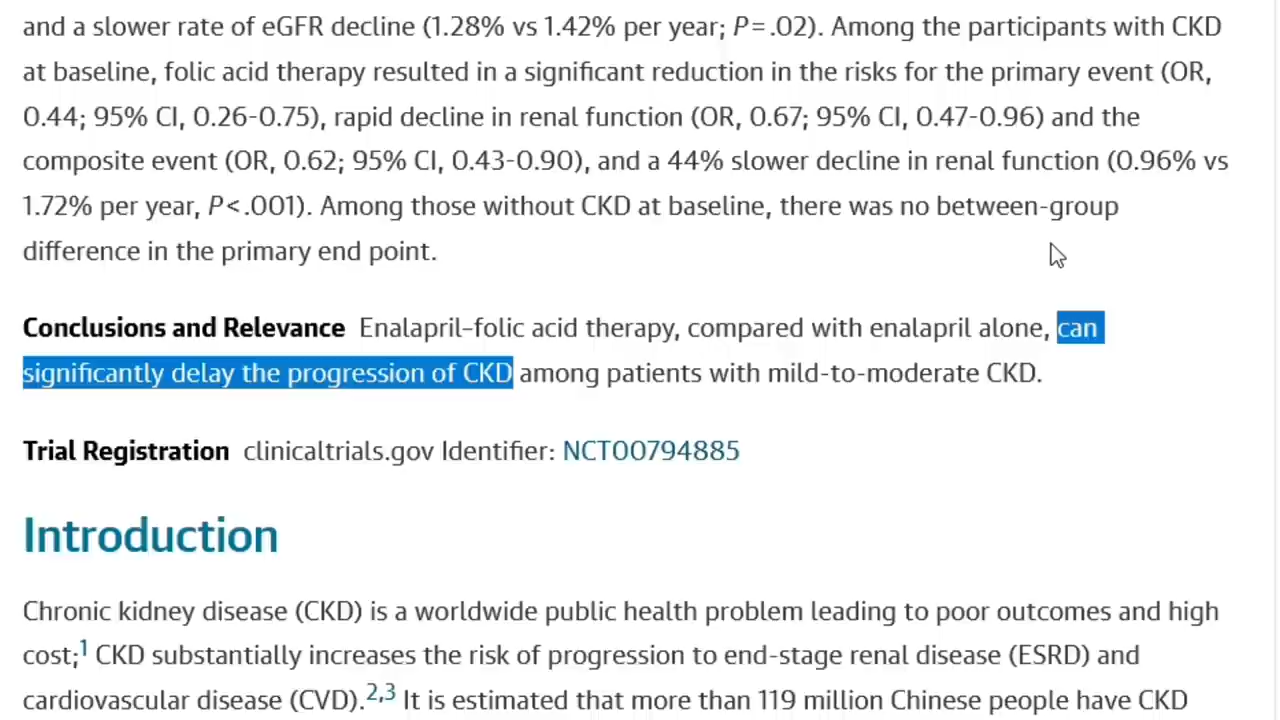 and a slower rate of eGFR decline (1.28% vs 1.42% per year; P = .02). Among the participants with CKD
at baseline, folic acid therapy resulted in a significant reduction in the risks for the primary event (OR,
0.44; 95% CI, 0.26-0.75), rapid decline in renal function (OR, 0.67; 95% CI, 0.47-0.96) and the
composite event (OR, 0.62; 95% CI, 0.43-0.90), and a 44% slower decline in renal function (0.96% vs
1.72% per year, P < .001). Among those without CKD at baseline, there was no between-group
difference in the primary end point.
Conclusions and Relevance Enalapril–folic acid therapy, compared with enalapril alone, can
significantly delay the progression of CKD among patients with mild-to-moderate CKD.
Trial Registration clinicaltrials.gov Identifier: NCT00794885
Introduction
Chronic kidney disease (CKD) is a worldwide public health problem leading to poor outcomes and high
cost;1 CKD substantially increases the risk of progression to end-stage renal disease (ESRD) and
cardiovascular disease (CVD).2,3 It is estimated that more than 119 million Chinese people have CKD